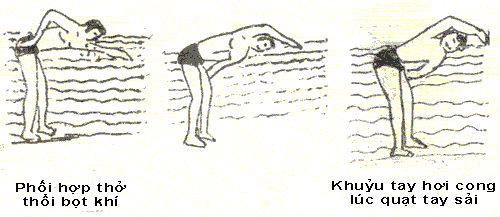 Phối hợp thở
thổi bọt khí
Khuỷu tay hơi cong
lúc quạt tay sải